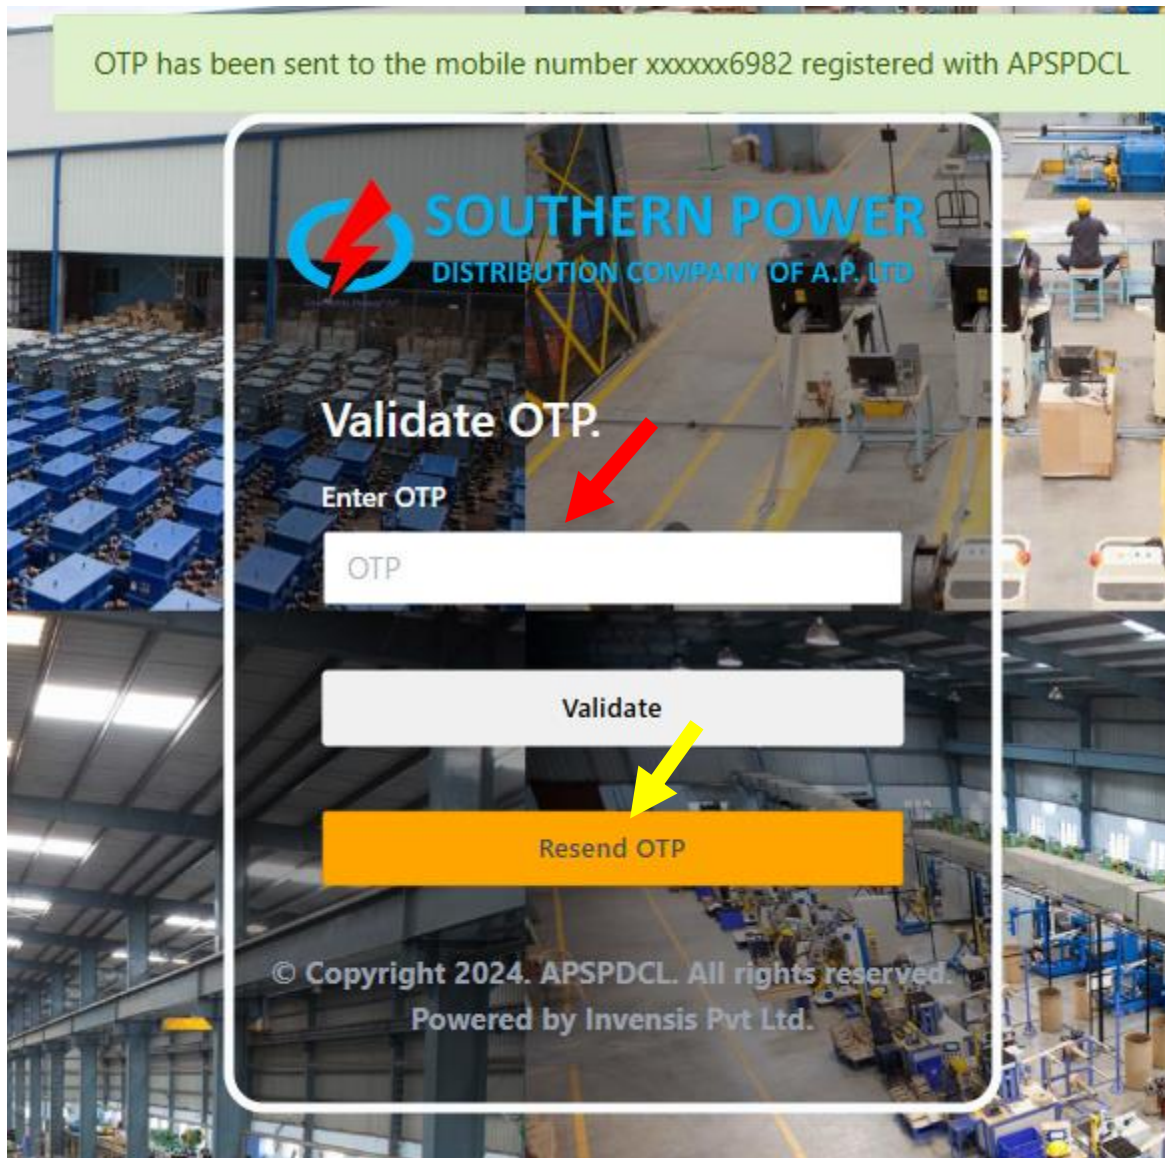 OTP has been sent to the mobile number xxxxxx6982 registered with APSPDCL
SOUTHERN POWER
DISTRIBUTION COMPANY OF A.P. LTD
Validate OTP.
Enter OTP
OTP
Validate
Resend OTP
© Copyright 2024. APSPDCL. All rights reserved.
Powered by Invensis Pvt Ltd.